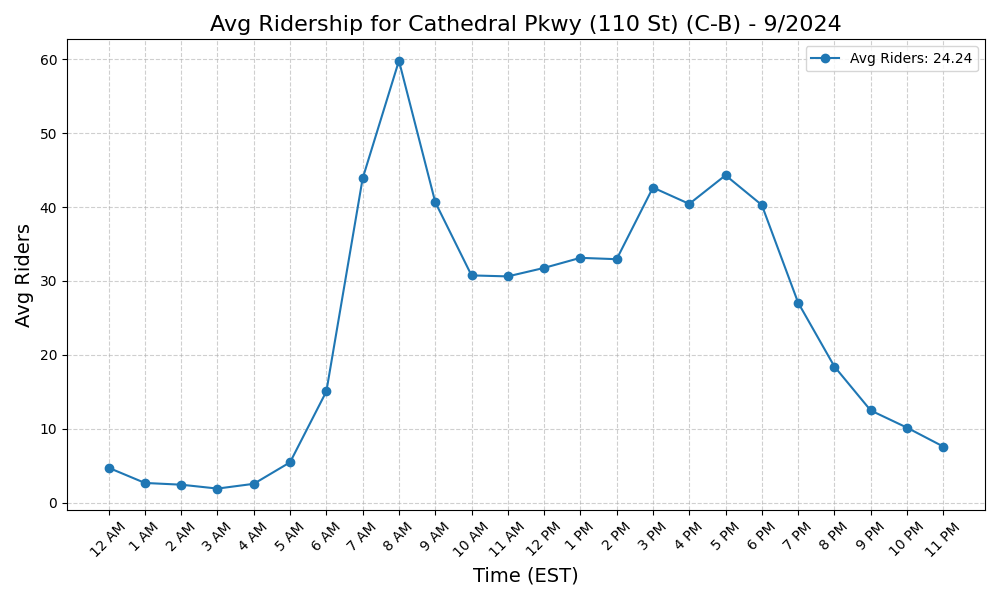 Avg Ridership for Cathedral Pkwy (110 St) (C-B) - 9/2024
Avg Riders: 24.24
Avg Riders
60
50
40
30
20
10
0
12 AM
1 AM
2 AM
3 AM
4 AM
5 AM
6 AM
7 AM
8 AM
9 AM
10 AM
11 AM
12 PM
1 PM
2 PM
3 PM
4 PM
5 PM
6 PM
7 PM
8 PM
9 PM
10 PM
11 PM
Time (EST)